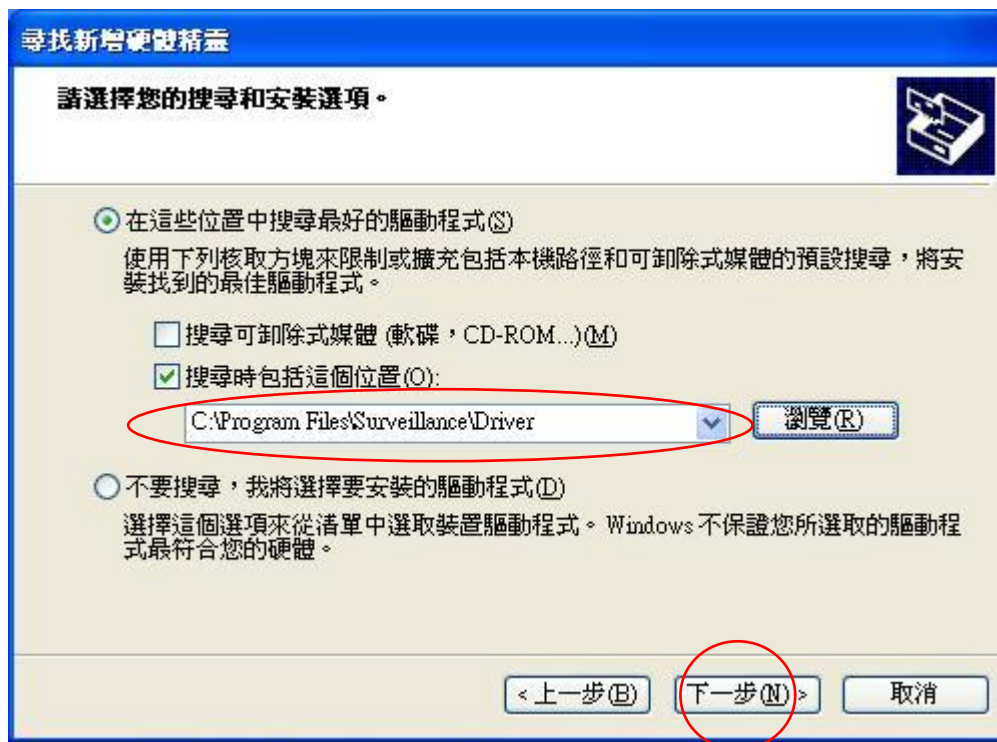 尋找新增硬體精靈
請選擇您的搜尋和安裝選項。
在這些位置中搜尋最好的驅動程式(S)
使用下列核取方塊來限制或擴充包括本機路徑和可卸除式媒體的預設搜尋，將安
裝找到的最佳驅動程式。
搜尋可卸除式媒體 (軟碟，CD-ROM...)(M)
搜尋時包括這個位置(O):
C:\Program Files\Surveillance\Driver
瀏覽(R)
不要搜尋，我將選擇要安裝的驅動程式(D)
選擇這個選項來從清單中選取裝置驅動程式。Windows 不保證您所選取的驅動程
式最符合您的硬體。
< 上一步(B)
下一步(N) >
取消